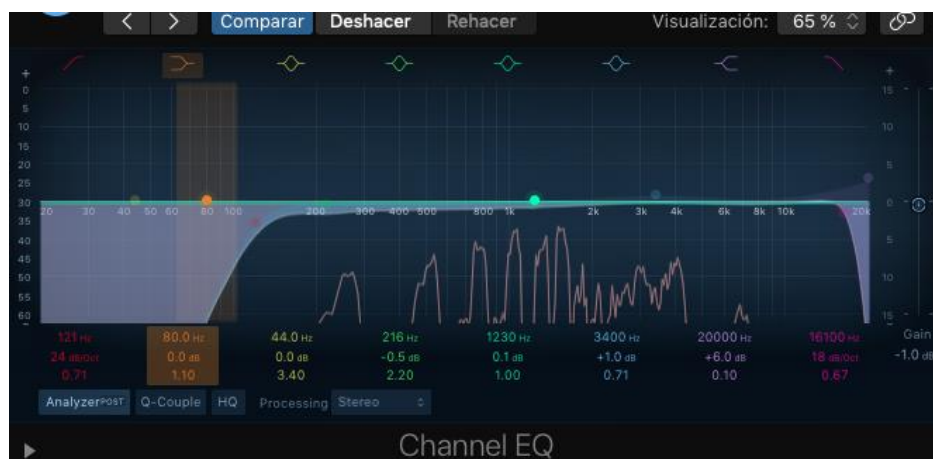 Comparar Deshacer Rehacer Visualización: 65 %
+ +
0 15
5
10 10
15
20 5
25
30 20 30 40 50 60 80 100 200 300 400 500 800 1k 2k 3k 4k 6k 8k 10k 20k 0
35
40 5
45
50 10
55
60 15
121 Hz 80.0 Hz 44.0 Hz 216 Hz 1230 Hz 3400 Hz 20000 Hz 16100 Hz Gain
24 dB/Oct 0.0 dB 0.0 dB -0.5 dB 0.1 dB +1.0 dB +6.0 dB 18 dB/Oct -1.0 dB
0.71 1.10 3.40 2.20 1.00 0.71 0.10 0.67
Analyzer POST Q-Couple HQ Processing Stereo
Channel EQ